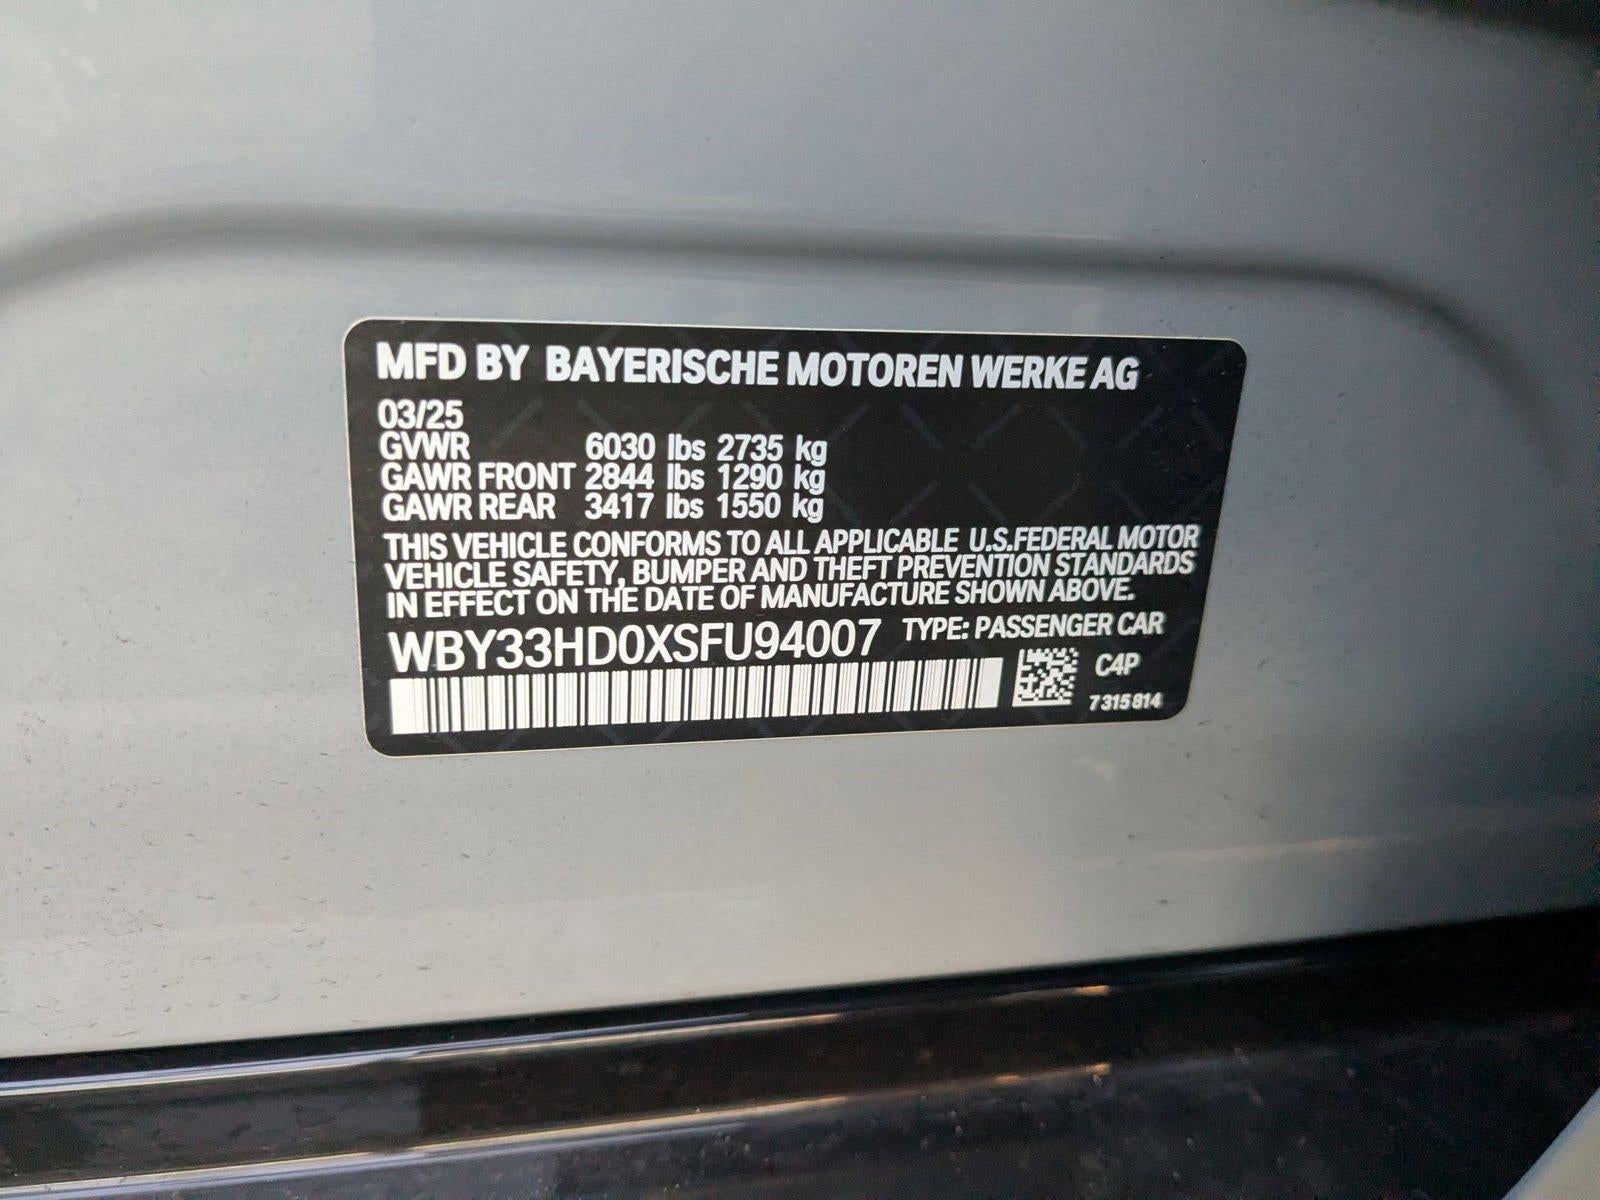 MFD BY BAYERISCHE MOTOREN WERKE AG
03/25
GVWR 6030 lbs 2735 kg
GAWR FRONT 2844 lbs 1290 kg
GAWR REAR 3417 lbs 1550 kg
THIS VEHICLE CONFORMS TO ALL APPLICABLE U.S.FEDERAL MOTOR
VEHICLE SAFETY, BUMPER AND THEFT PREVENTION STANDARDS
IN EFFECT ON THE DATE OF MANUFACTURE SHOWN ABOVE.
WBY33HD0XSFU94007 TYPE: PASSENGER CAR
C4P
7315814